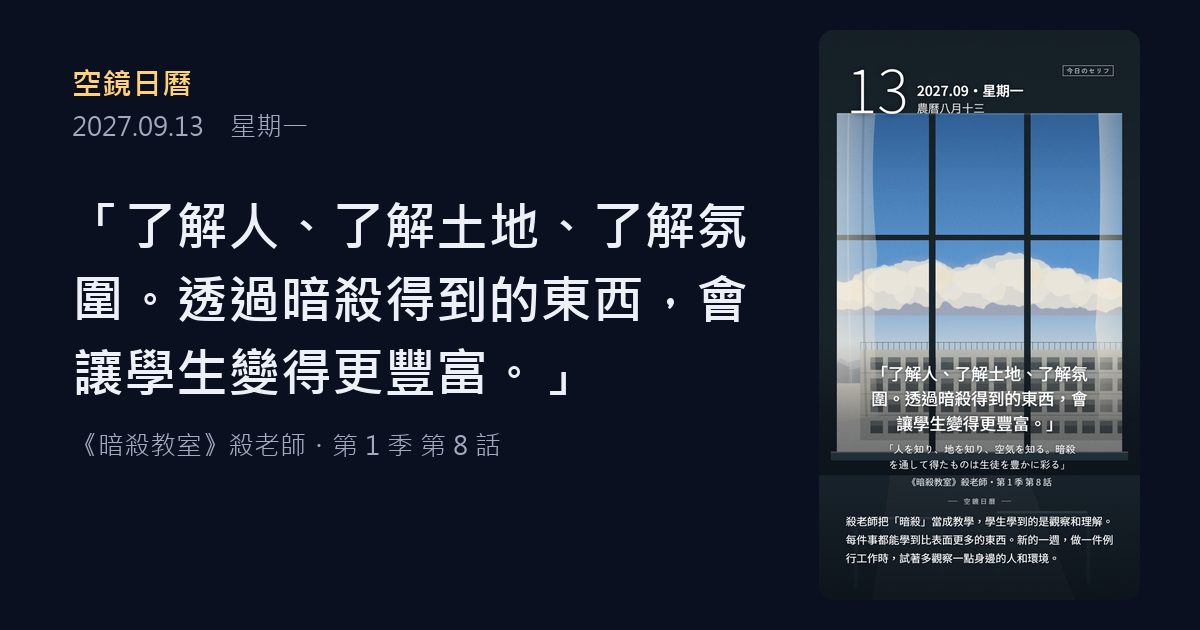 空鏡日曆
2027.09.13 星期一
「了解人、了解土地、了解氛
圍。透過暗殺得到的東西，會
讓學生變得更豐富。」
《暗殺教室》殺老師・第 1 季 第 8 話
今日のセリフ
13
2027.09・星期一
農曆八月十三
「了解人、了解土地、了解氛
圍。透過暗殺得到的東西，會
讓學生變得更豐富。」
「人を知り、地を知り、空気を知る。暗殺
を通して得たものは生徒を豊かに彩る」
《暗殺教室》殺老師・第 1 季 第 8 話
— 空鏡日曆 —
殺老師把「暗殺」當成教學，學生學到的是觀察和理解。
每件事都能學到比表面更多的東西。新的一週，做一件例
行工作時，試著多觀察一點身邊的人和環境。